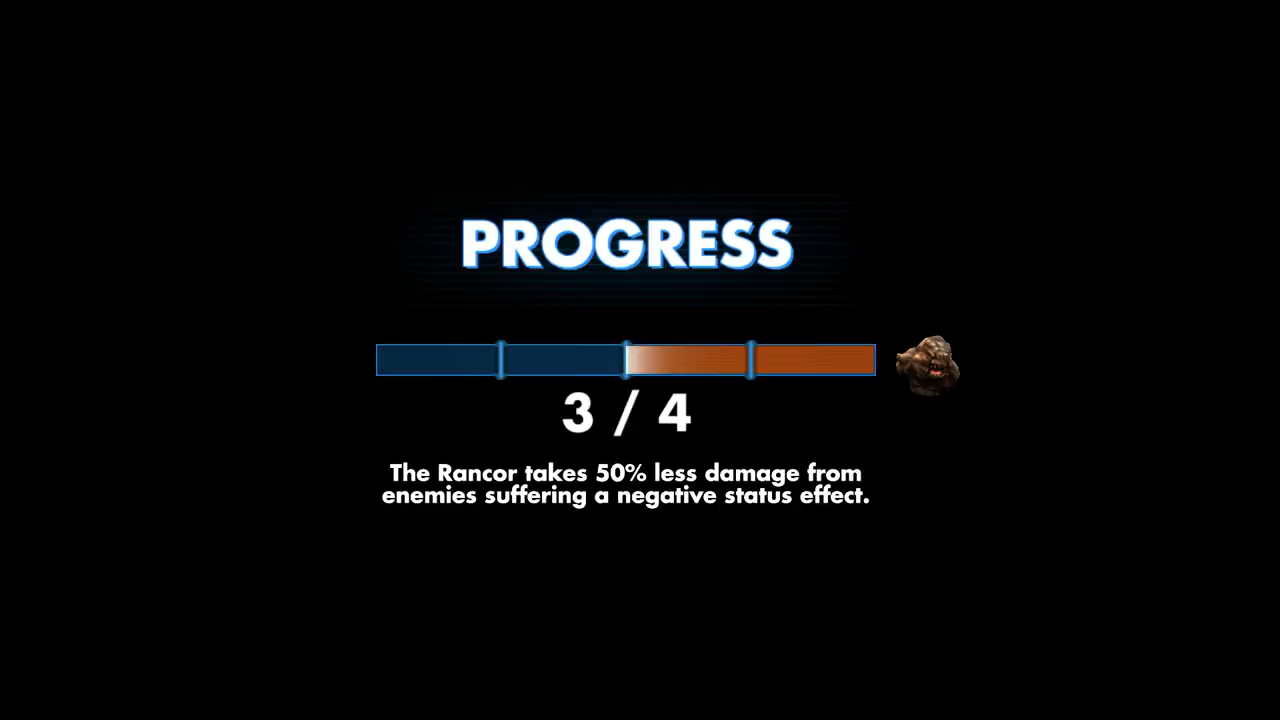 PROGRESS
3 / 4
The Rancor takes 50% less damage from
enemies suffering a negative status effect.